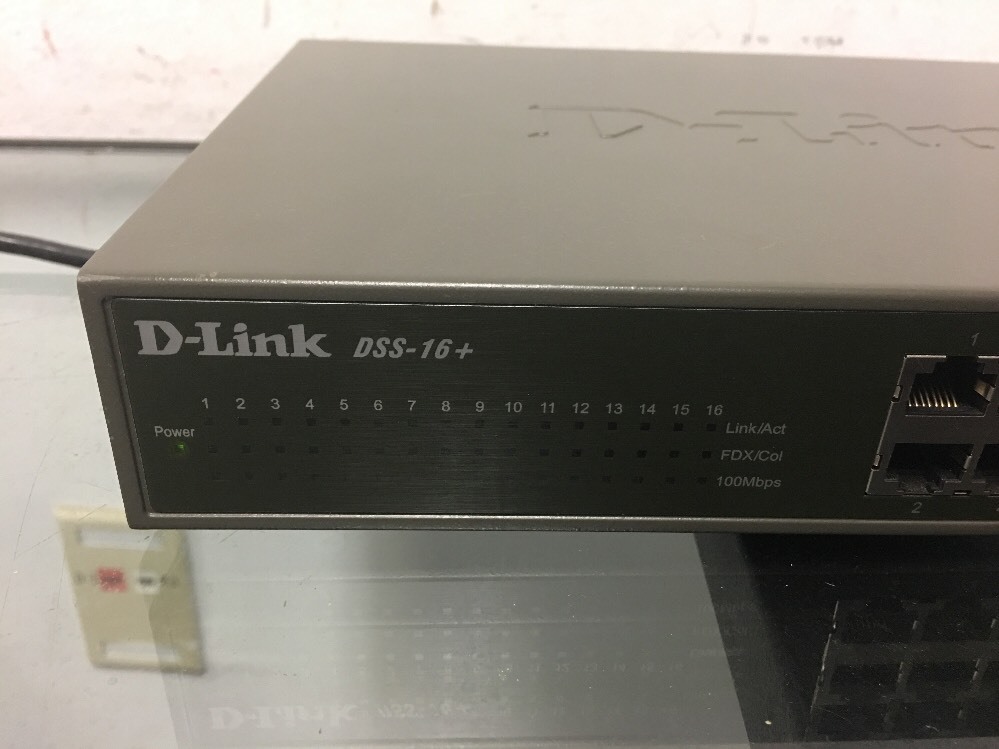 D-Link
1
D-Link DSS-16+
1 2 3 4 5 6 7 8 9 10 11 12 13 14 15 16
Power
Link/Act
FDX/Col
100Mbps
2